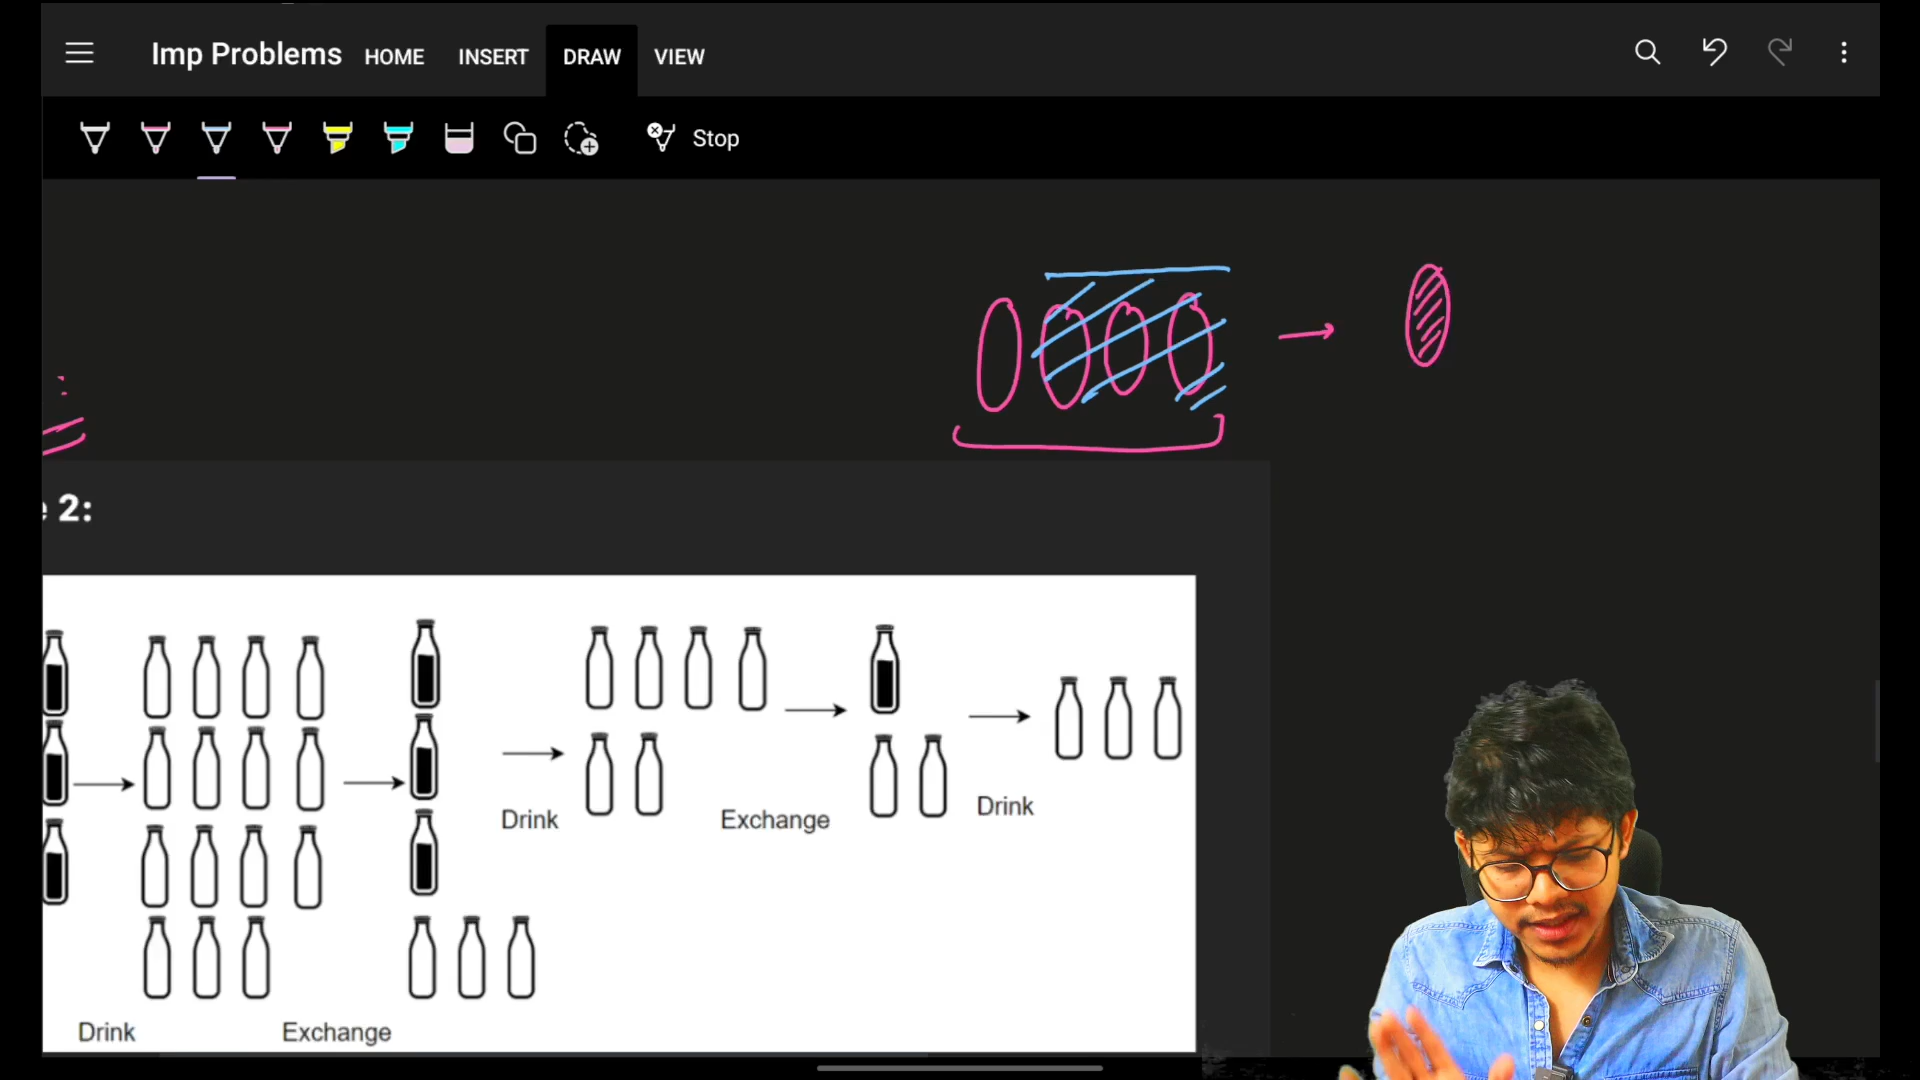 Imp Problems HOME INSERT DRAW VIEW
Stop
e 2:
Drink
Exchange
Drink
Drink
Exchange